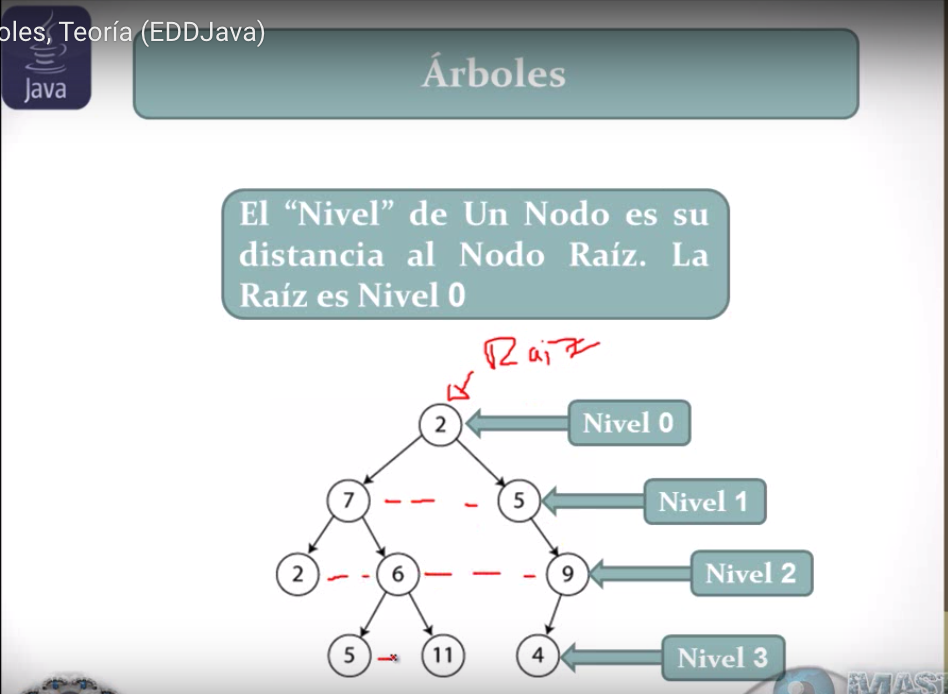 oles, Teoría (EDDJava)
Java
Árboles
El “Nivel” de Un Nodo es su
distancia al Nodo Raíz. La
Raíz es Nivel 0
Raiz
2
Nivel 0
7
5
Nivel 1
2
6
9
Nivel 2
5
11
4
Nivel 3
MAS